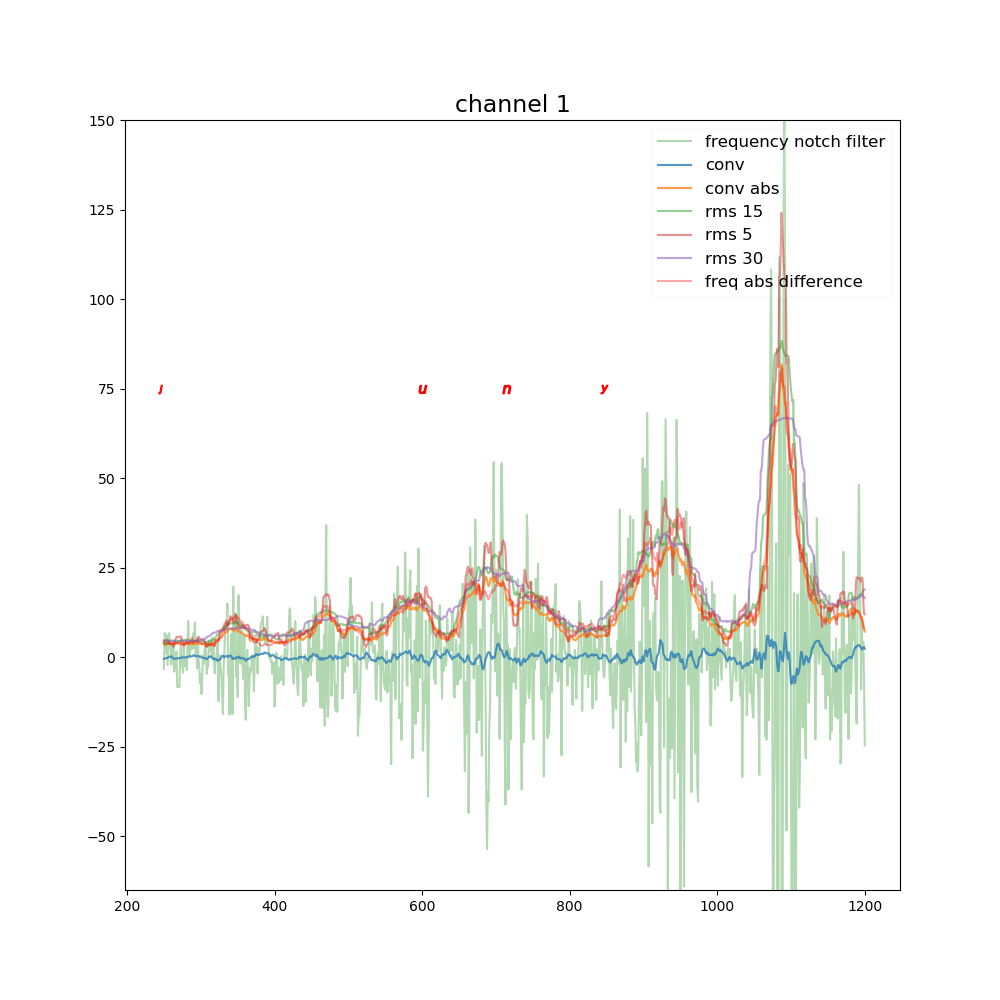 channel 1
150
125
100
75
50
25
0
−25
−50
frequency notch filter
conv
conv abs
rms 15
rms 5
rms 30
freq abs difference
j u n y
200 400 600 800 1000 1200